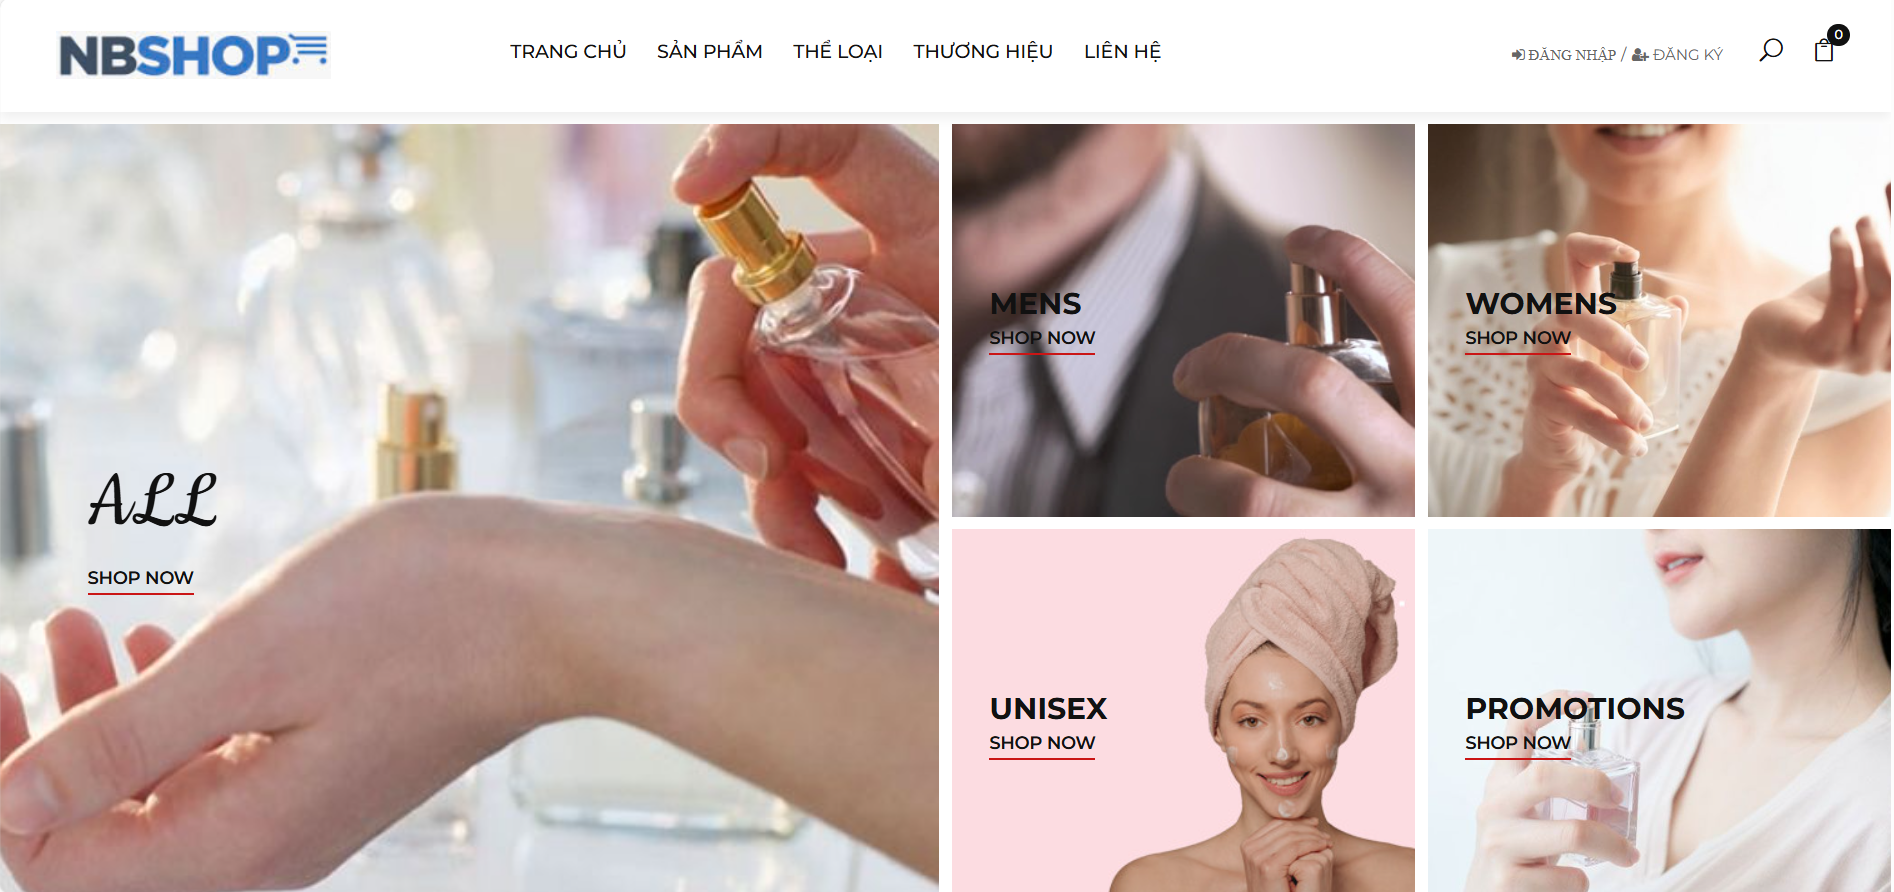 NBSHOP
TRANG CHỦ SẢN PHẨM THỂ LOẠI THƯƠNG HIỆU LIÊN HỆ
ĐĂNG NHẬP / ĐĂNG KÝ
0
ALL
SHOP NOW
MENS
SHOP NOW
WOMENS
SHOP NOW
UNISEX
SHOP NOW
PROMOTIONS
SHOP NOW